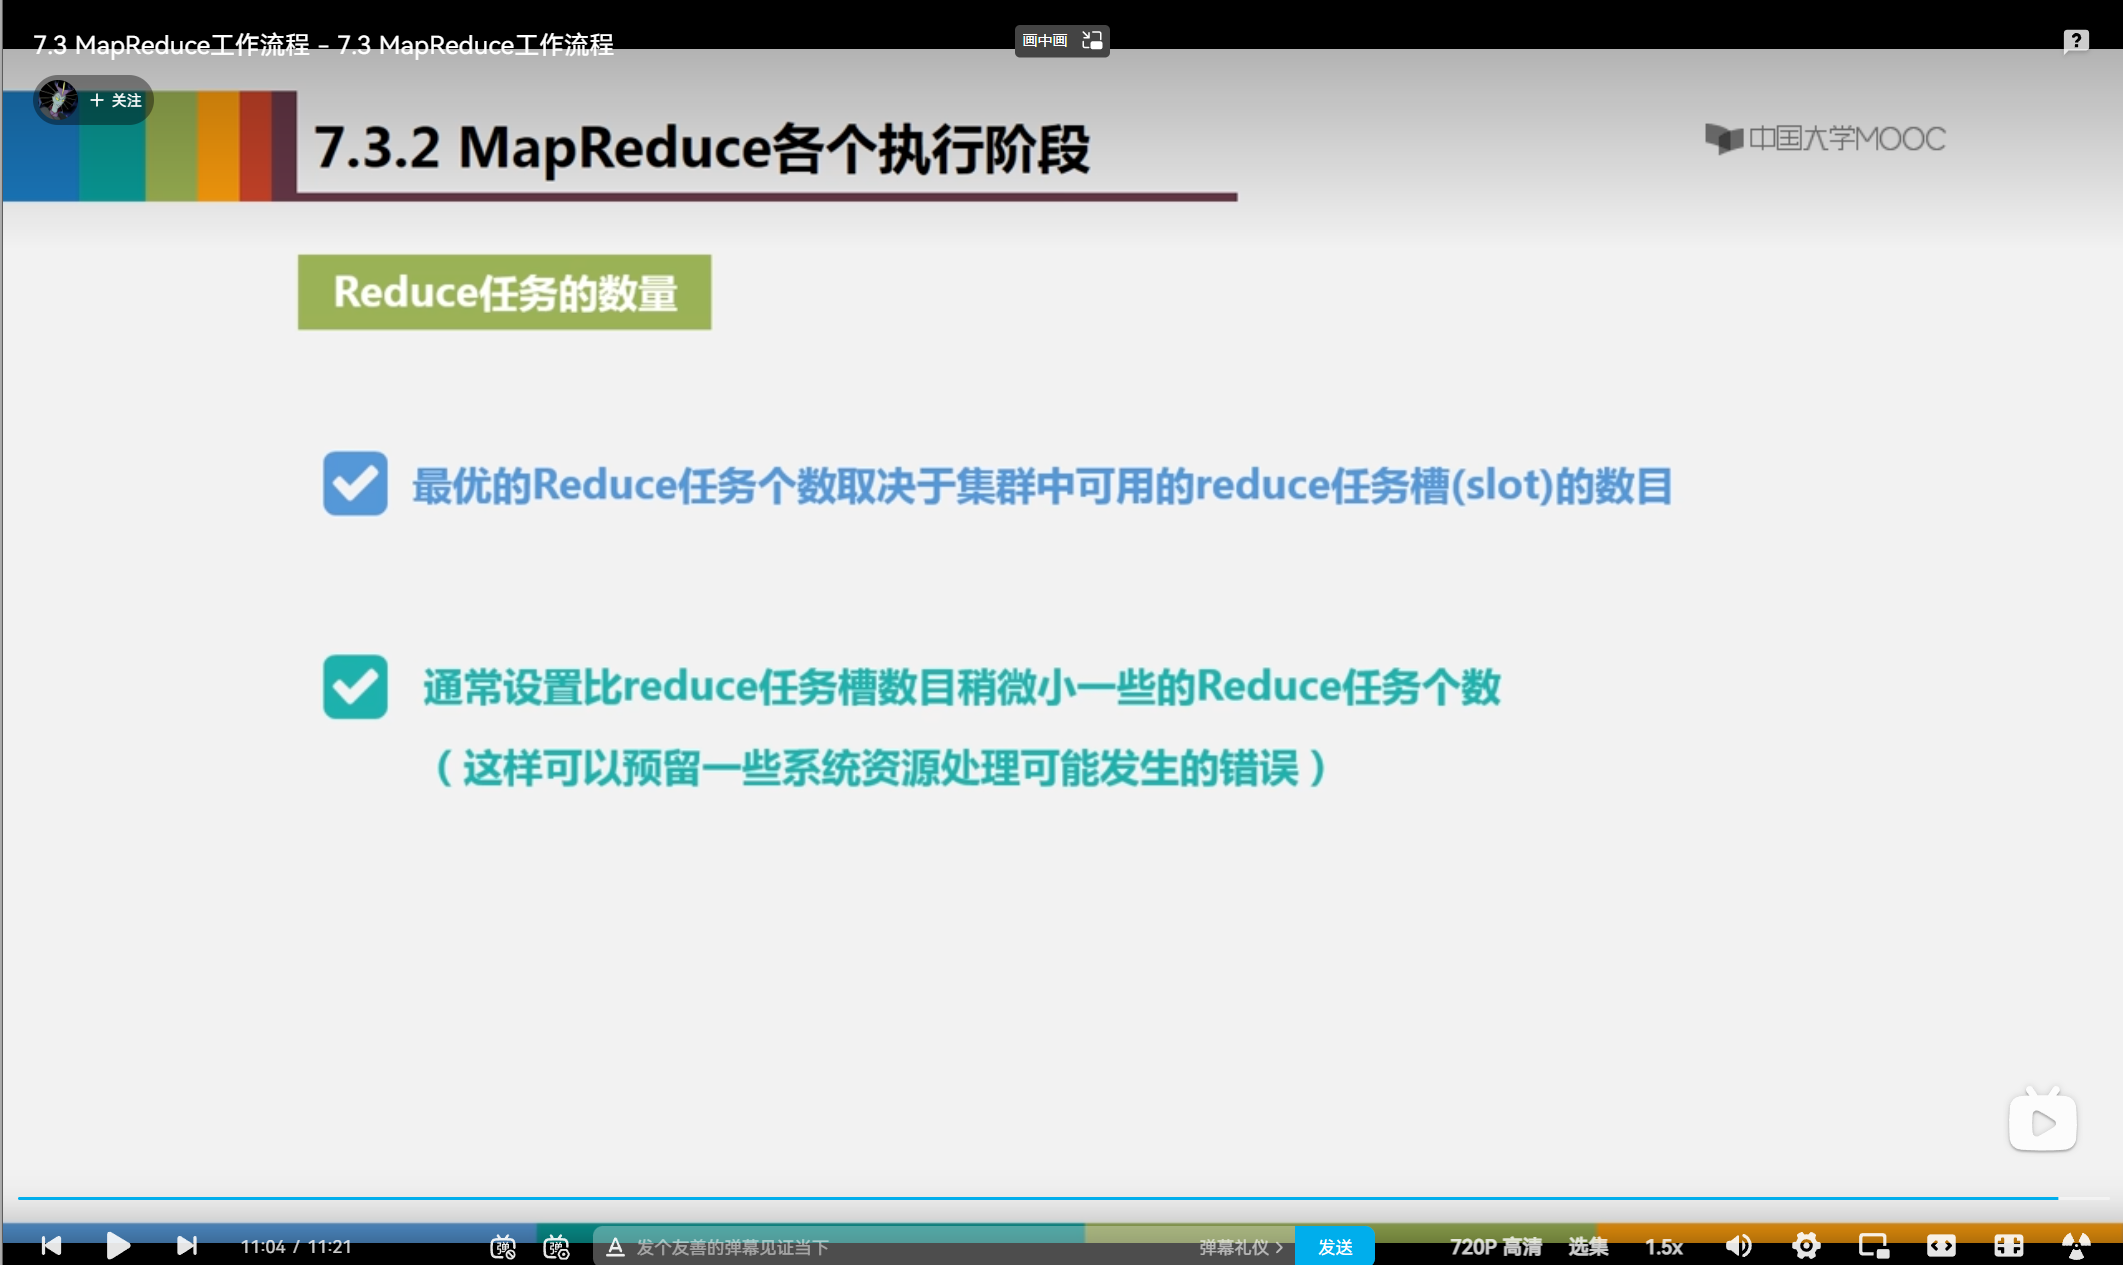 7.3 MapReduce工作流程 - 7.3 MapReduce工作流程
画中画
?
+ 关注
7.3.2 MapReduce各个执行阶段
中国大学MOOC
Reduce任务的数量
最优的Reduce任务个数取决于集群中可用的reduce任务槽(slot)的数目
通常设置比reduce任务槽数目稍微小一些的Reduce任务个数
（这样可以预留一些系统资源处理可能发生的错误）
11:04 / 11:21
弹
弹
A
发个友善的弹幕见证当下
弹幕礼仪 >
发送
720P 高清
选集
1.5x